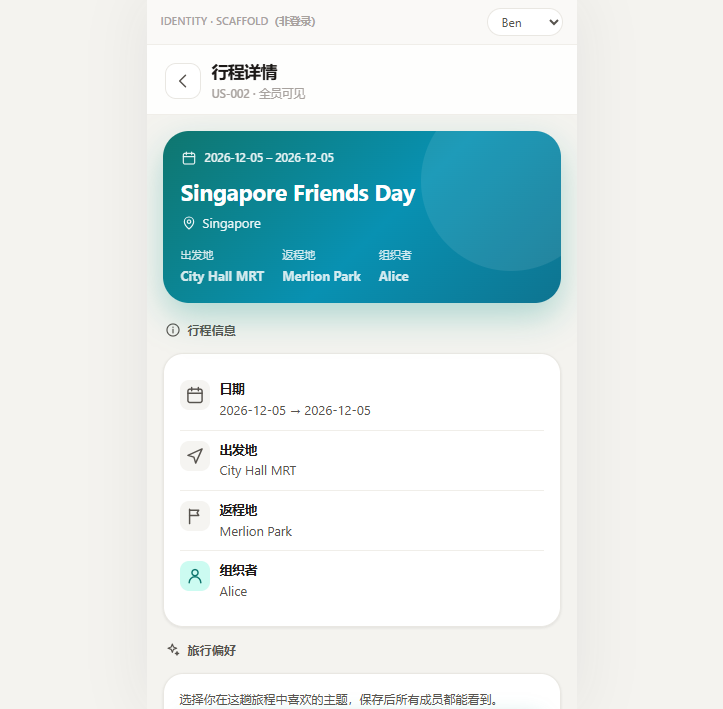 IDENTITY · SCAFFOLD（非登录）
Ben
行程详情
US-002 · 全员可见
2026-12-05 – 2026-12-05
Singapore Friends Day
Singapore
出发地 返程地 组织者
City Hall MRT Merlion Park Alice
行程信息
日期
2026-12-05 → 2026-12-05
出发地
City Hall MRT
返程地
Merlion Park
组织者
Alice
旅行偏好
选择你在这趟旅程中喜欢的主题，保存后所有成员都能看到。